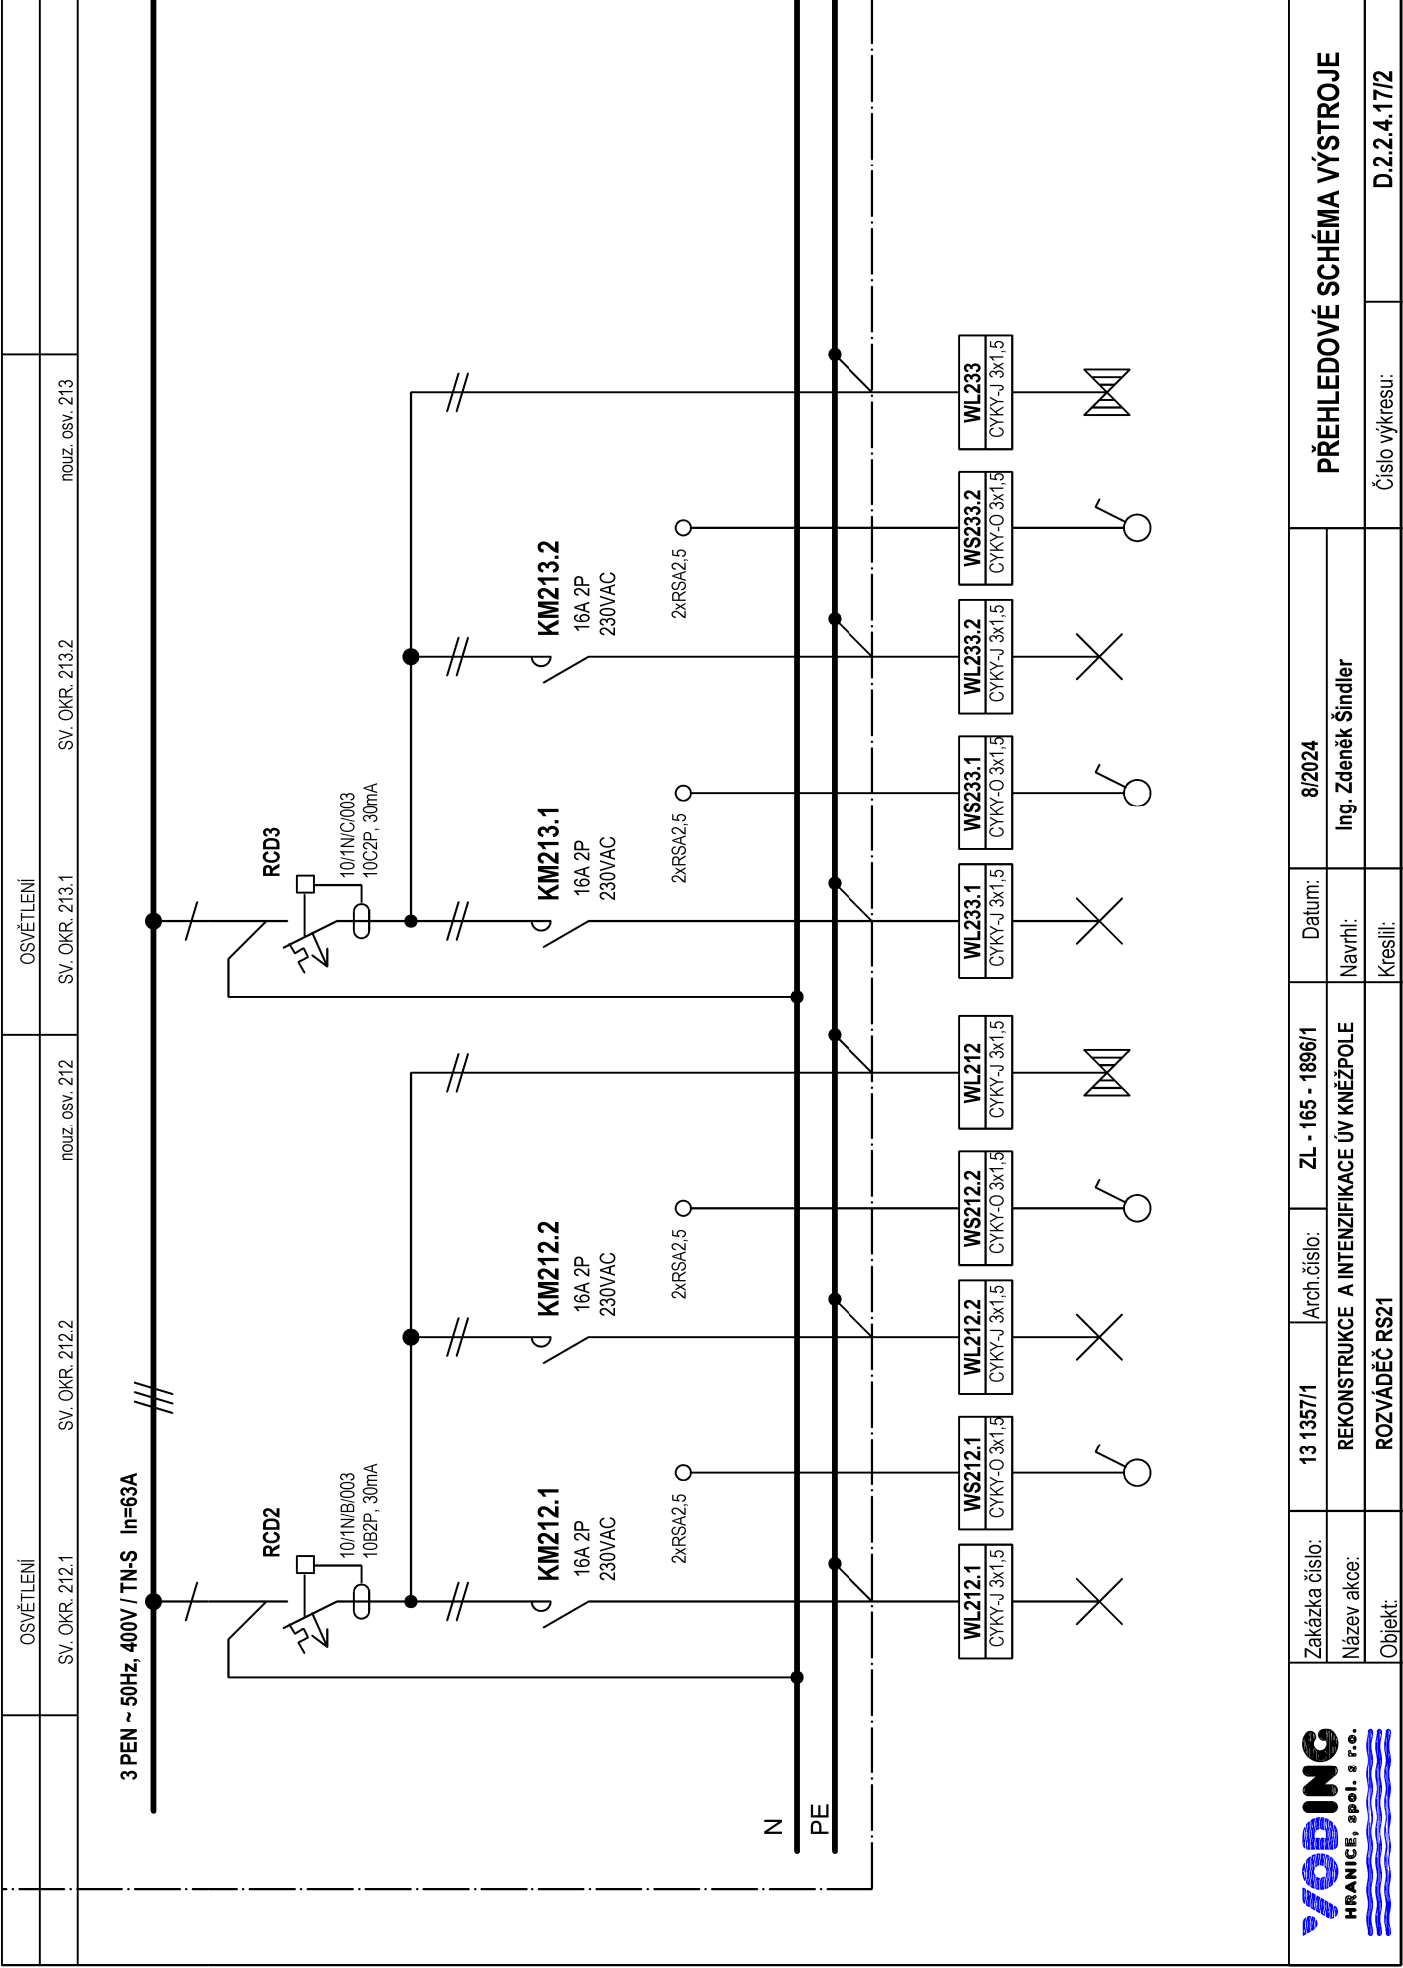 OSVĚTLENÍ
OSVĚTLENÍ
SV. OKR. 212.1
SV. OKR. 212.2
nouz. osv. 212
SV. OKR. 213.1
SV. OKR. 213.2
nouz. osv. 213
3 PEN ~ 50Hz, 400V / TN-S   In=63A
RCD2
10/1N/B/003
10B2P, 30mA
RCD3
10/1N/C/003
10C2P, 30mA
KM212.1
16A 2P
230VAC
KM212.2
16A 2P
230VAC
KM213.1
16A 2P
230VAC
KM213.2
16A 2P
230VAC
2xRSA2,5
2xRSA2,5
2xRSA2,5
2xRSA2,5
N
PE
WL212.1
CYKY-J 3x1,5
WS212.1
CYKY-O 3x1,5
WL212.2
CYKY-J 3x1,5
WS212.2
CYKY-O 3x1,5
WL212
CYKY-J 3x1,5
WL233.1
CYKY-J 3x1,5
WS233.1
CYKY-O 3x1,5
WL233.2
CYKY-J 3x1,5
WS233.2
CYKY-O 3x1,5
WL233
CYKY-J 3x1,5
VODING
HRANICE, spol. s r.o.
Zakázka číslo: 13 1357/1 Arch.číslo: ZL - 165 - 1896/1 Datum: 8/2024
Název akce: REKONSTRUKCE A INTENZIFIKACE ÚV KNĚŽPOLE Navrhl: Ing. Zdeněk Šindler
Objekt: ROZVÁDĚČ RS21 Kreslil:
PŘEHLEDOVÉ SCHÉMA VÝSTROJE
Číslo výkresu: D.2.2.4.17/2